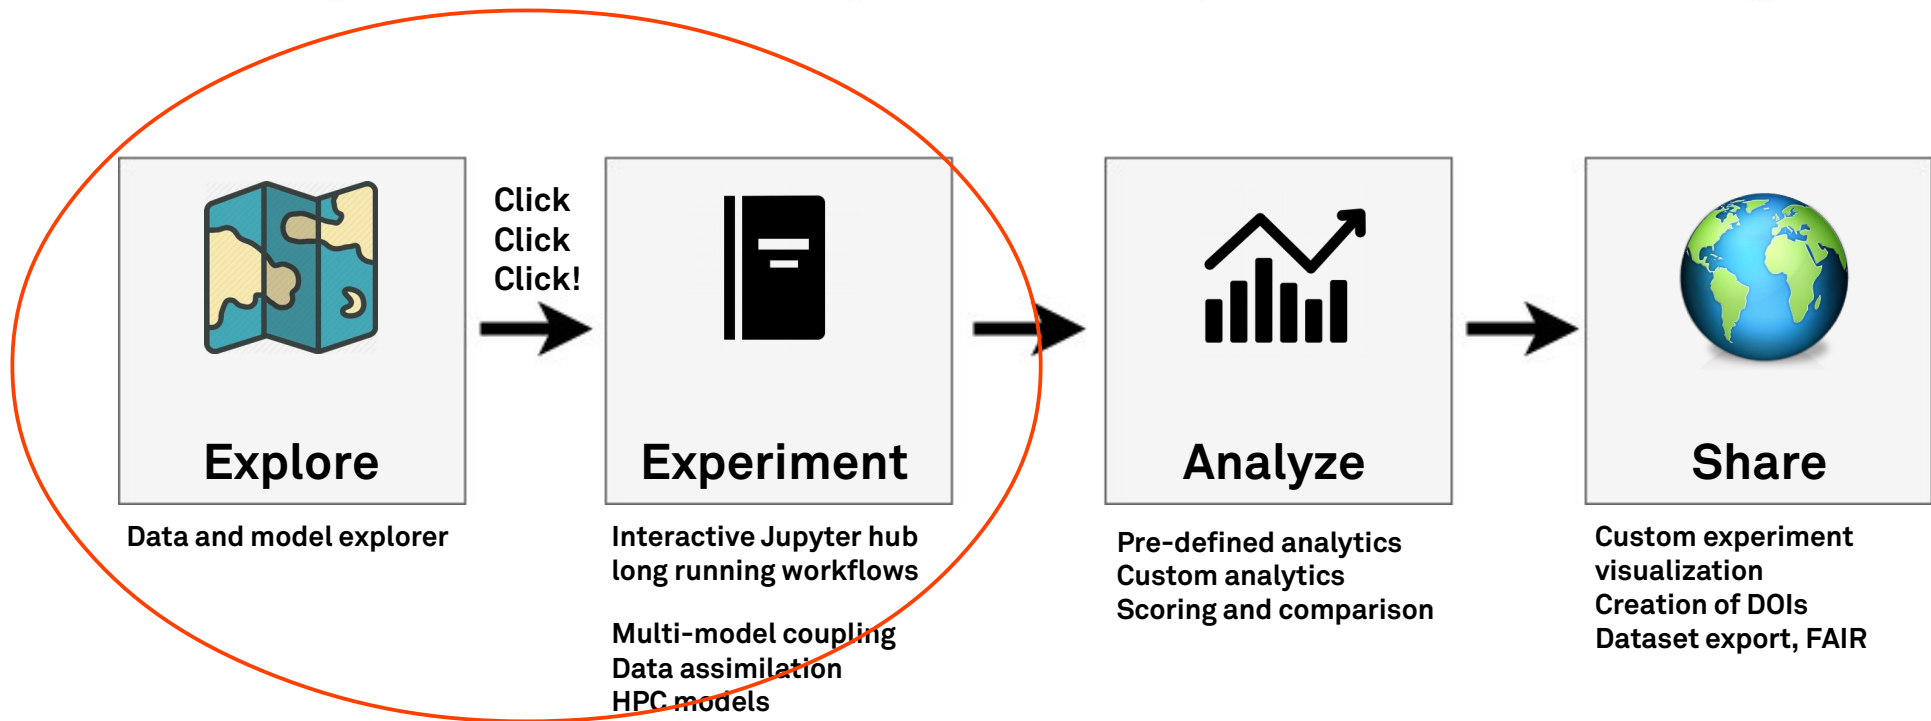 Click
Click
Click!
Explore
Experiment
Analyze
Share
Data and model explorer
Interactive Jupyter hub
long running workflows
Multi-model coupling
Data assimilation
HPC models
Pre-defined analytics
Custom analytics
Scoring and comparison
Custom experiment
visualization
Creation of DOIs
Dataset export, FAIR